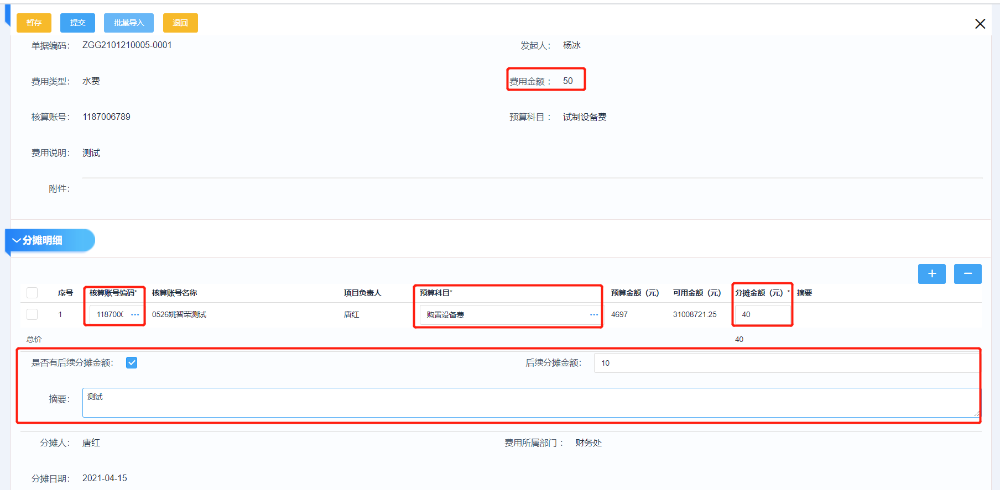 暂存 提交 批量导入 退回
单据编码： ZGG2101210005-0001 发起人： 杨冰
费用类型： 水费 费用金额： 50
核算账号： 1187006789 预算科目： 试制设备费
费用说明： 测试
附件：
分摊明细
序号 核算账号编码* 核算账号名称 项目负责人 预算科目* 预算金额（元） 可用金额（元） 分摊金额（元）* 摘要
1 118700( ... 0526姚智荣测试 唐红 购置设备费 ... 4697 31008721.25 40
总价 40
是否有后续分摊金额： 后续分摊金额： 10
摘要： 测试
分摊人： 唐红 费用所属部门： 财务处
分摊日期： 2021-04-15